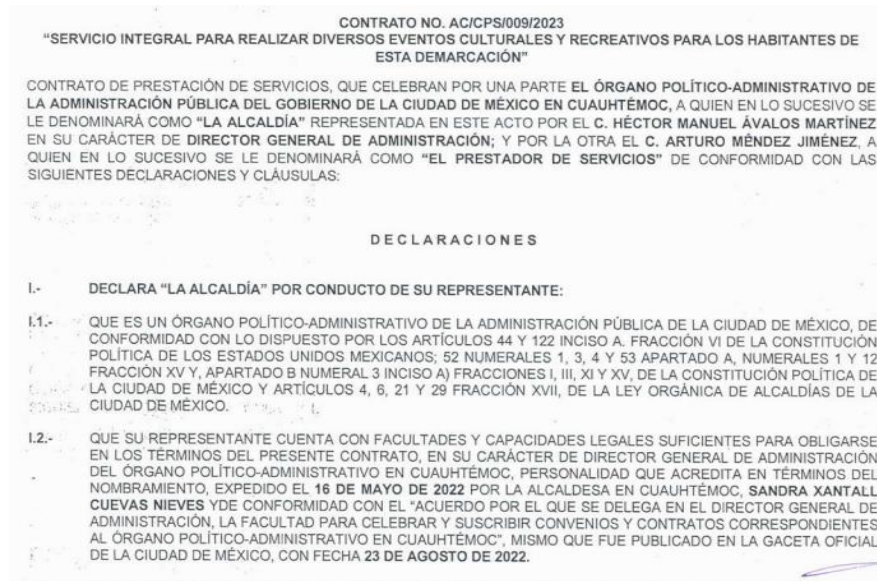 CONTRATO NO. AC/CPS/009/2023
“SERVICIO INTEGRAL PARA REALIZAR DIVERSOS EVENTOS CULTURALES Y RECREATIVOS PARA LOS HABITANTES DE
ESTA DEMARCACIÓN”
CONTRATO DE PRESTACIÓN DE SERVICIOS, QUE CELEBRAN POR UNA PARTE EL ÓRGANO POLÍTICO-ADMINISTRATIVO DE
LA ADMINISTRACIÓN PÚBLICA DEL GOBIERNO DE LA CIUDAD DE MÉXICO EN CUAUHTÉMOC, A QUIEN EN LO SUCESIVO SE
LE DENOMINARÁ COMO “LA ALCALDÍA” REPRESENTADA EN ESTE ACTO POR EL C. HÉCTOR MANUEL ÁVALOS MARTÍNEZ
EN SU CARÁCTER DE DIRECTOR GENERAL DE ADMINISTRACIÓN; Y POR LA OTRA EL C. ARTURO MÉNDEZ JIMÉNEZ, A
QUIEN EN LO SUCESIVO SE LE DENOMINARÁ COMO “EL PRESTADOR DE SERVICIOS” DE CONFORMIDAD CON LAS
SIGUIENTES DECLARACIONES Y CLÁUSULAS:
DECLARACIONES
I.- DECLARA “LA ALCALDÍA” POR CONDUCTO DE SU REPRESENTANTE:
I.1.- QUE ES UN ÓRGANO POLÍTICO-ADMINISTRATIVO DE LA ADMINISTRACIÓN PÚBLICA DE LA CIUDAD DE MÉXICO, DE
CONFORMIDAD CON LO DISPUESTO POR LOS ARTÍCULOS 44 Y 122 INCISO A. FRACCIÓN VI DE LA CONSTITUCIÓN
POLÍTICA DE LOS ESTADOS UNIDOS MEXICANOS; 52 NUMERALES 1, 3, 4 Y 53 APARTADO A, NUMERALES 1 Y 12
FRACCIÓN XV Y, APARTADO B NUMERAL 3 INCISO A) FRACCIONES I, III, XI Y XV, DE LA CONSTITUCIÓN POLÍTICA DE
LA CIUDAD DE MÉXICO Y ARTÍCULOS 4, 6, 21 Y 29 FRACCIÓN XVII, DE LA LEY ORGÁNICA DE ALCALDÍAS DE LA
CIUDAD DE MÉXICO.
I.2.- QUE SU REPRESENTANTE CUENTA CON FACULTADES Y CAPACIDADES LEGALES SUFICIENTES PARA OBLIGARSE
EN LOS TÉRMINOS DEL PRESENTE CONTRATO, EN SU CARÁCTER DE DIRECTOR GENERAL DE ADMINISTRACIÓN
DEL ÓRGANO POLÍTICO-ADMINISTRATIVO EN CUAUHTÉMOC, PERSONALIDAD QUE ACREDITA EN TÉRMINOS DEL
NOMBRAMIENTO, EXPEDIDO EL 16 DE MAYO DE 2022 POR LA ALCALDESA EN CUAUHTÉMOC, SANDRA XANTALL
CUEVAS NIEVES YDE CONFORMIDAD CON EL “ACUERDO POR EL QUE SE DELEGA EN EL DIRECTOR GENERAL DE
ADMINISTRACIÓN, LA FACULTAD PARA CELEBRAR Y SUSCRIBIR CONVENIOS Y CONTRATOS CORRESPONDIENTES
AL ÓRGANO POLÍTICO-ADMINISTRATIVO EN CUAUHTÉMOC”, MISMO QUE FUE PUBLICADO EN LA GACETA OFICIAL
DE LA CIUDAD DE MÉXICO, CON FECHA 23 DE AGOSTO DE 2022.